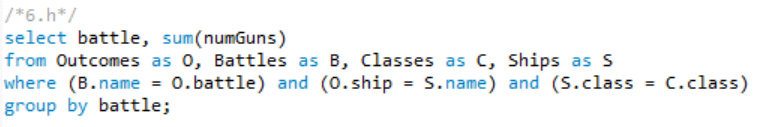 /*6.h*/
select battle, sum(numGuns)
from Outcomes as O, Battles as B, Classes as C, Ships as S
where (B.name = O.battle) and (O.ship = S.name) and (S.class = C.class)
group by battle;